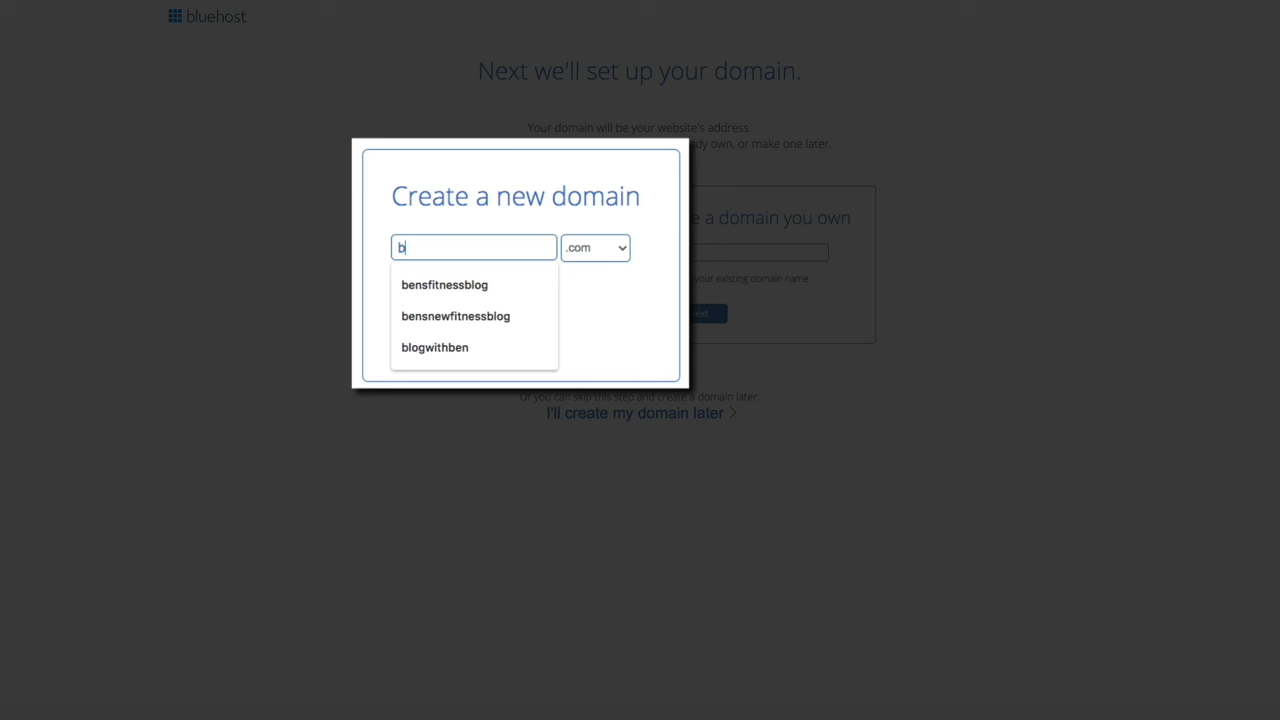 bluehost
Next we'll set up your domain.
Your domain will be your website's address.
ady own, or make one later.
Create a new domain
b
.com
bensfitnessblog
bensnewfitnessblog
blogwithben
e a domain you own
your existing domain name
ext
Or you can skip this step and create a domain later.
I'll create my domain later >